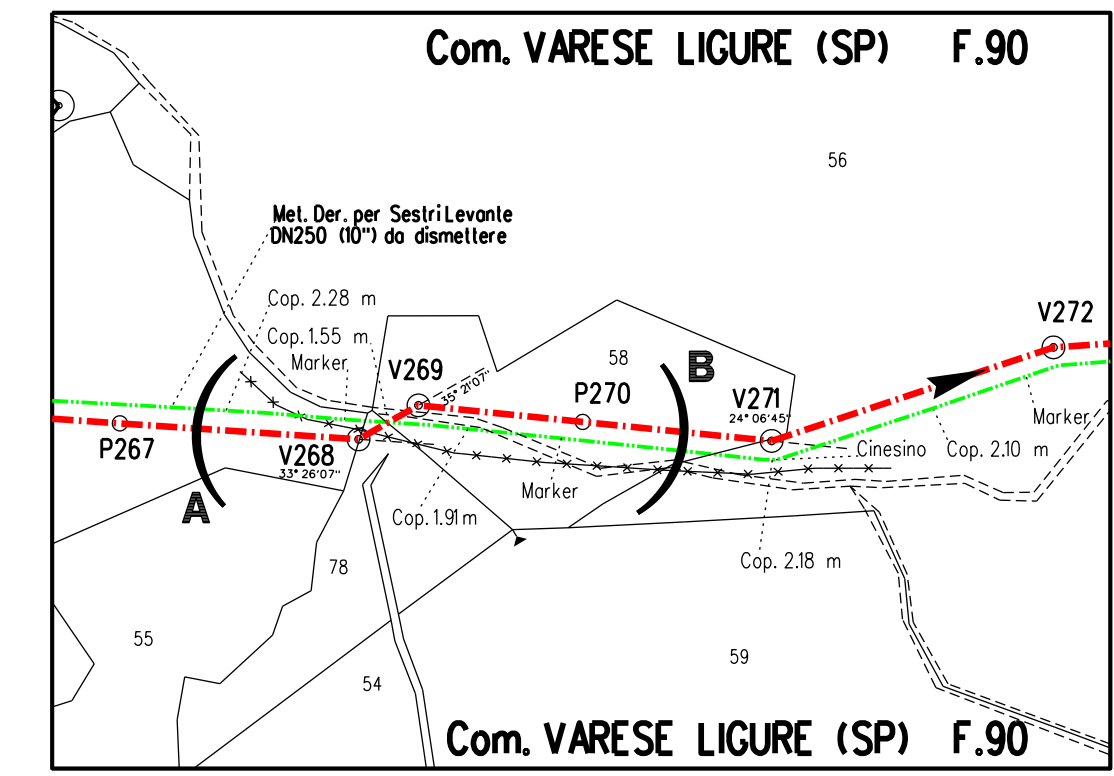 Com. VARESE LIGURE (SP) F.90
56
Met. Der. per Sestri Levante
DN250 (10") da dismettere
Cop. 2.28 m
V272
Cop. 1.55 m
Marker
58
B
V269
35° 21'07"
P270
V271
24° 06'45"
Marker
P267
V268
33° 26'07"
Cinesino
Cop. 2.10 m
A
Marker
Cop. 1.91 m
Cop. 2.18 m
78
55
54
59
Com. VARESE LIGURE (SP) F.90